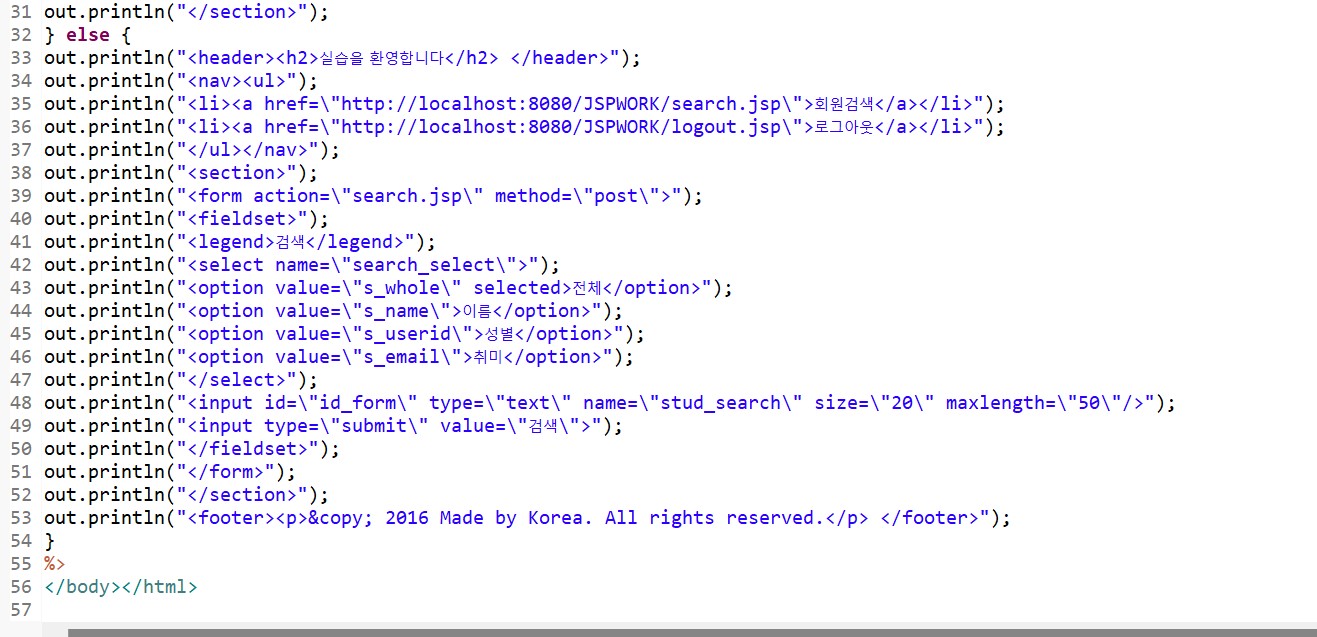 31 out.println("</section>");
32 } else {
33 out.println("<header><h2>실습을 환영합니다</h2> </header>");
34 out.println("<nav><ul>");
35 out.println("<li><a href=\"http://localhost:8080/JSPWORK/search.jsp\">회원검색</a></li>");
36 out.println("<li><a href=\"http://localhost:8080/JSPWORK/logout.jsp\">로그아웃</a></li>");
37 out.println("</ul></nav>");
38 out.println("<section>");
39 out.println("<form action=\"search.jsp\" method=\"post\">");
40 out.println("<fieldset>");
41 out.println("<legend>검색</legend>");
42 out.println("<select name=\"search_select\">");
43 out.println("<option value=\"s_whole\" selected>전체</option>");
44 out.println("<option value=\"s_name\">이름</option>");
45 out.println("<option value=\"s_userid\">성별</option>");
46 out.println("<option value=\"s_email\">취미</option>");
47 out.println("</select>");
48 out.println("<input id=\"id_form\" type=\"text\" name=\"stud_search\" size=\"20\" maxlength=\"50\"/>");
49 out.println("<input type=\"submit\" value=\"검색\">");
50 out.println("</fieldset>");
51 out.println("</form>");
52 out.println("</section>");
53 out.println("<footer><p>&copy; 2016 Made by Korea. All rights reserved.</p> </footer>");
54 }
55 %>
56 </body></html>
57